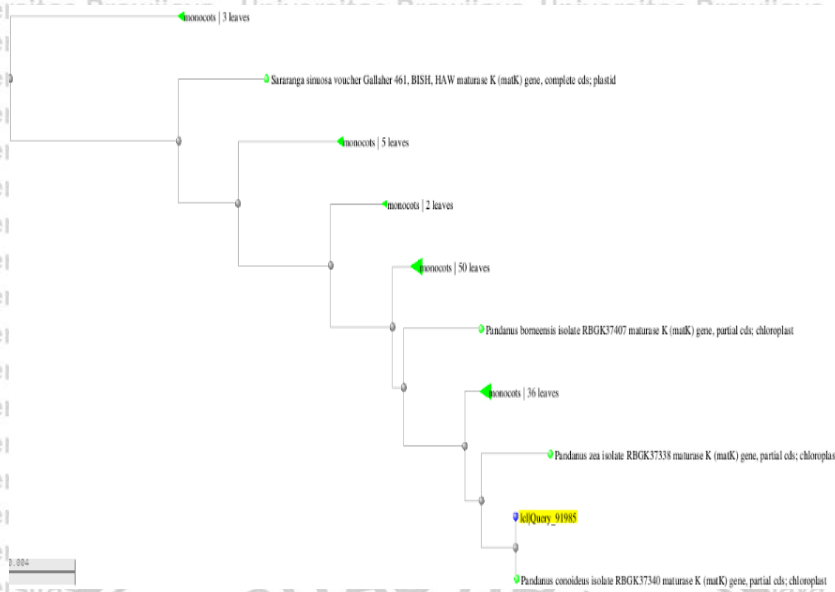 monocots | 3 leaves
Sararanga sinuosa voucher Gallaher 461, BISH, HAW maturase K (matK) gene, complete cds; plastid
monocots | 5 leaves
monocots | 2 leaves
monocots | 50 leaves
Pandanus borneensis isolate RBGK37407 maturase K (matK) gene, partial cds; chloroplast
monocots | 36 leaves
Pandanus zea isolate RBGK37338 maturase K (matK) gene, partial cds; chloroplas
lcl|Query_91985
0.004
Pandanus conoideus isolate RBGK37340 maturase K (matK) gene, partial cds; chloroplast